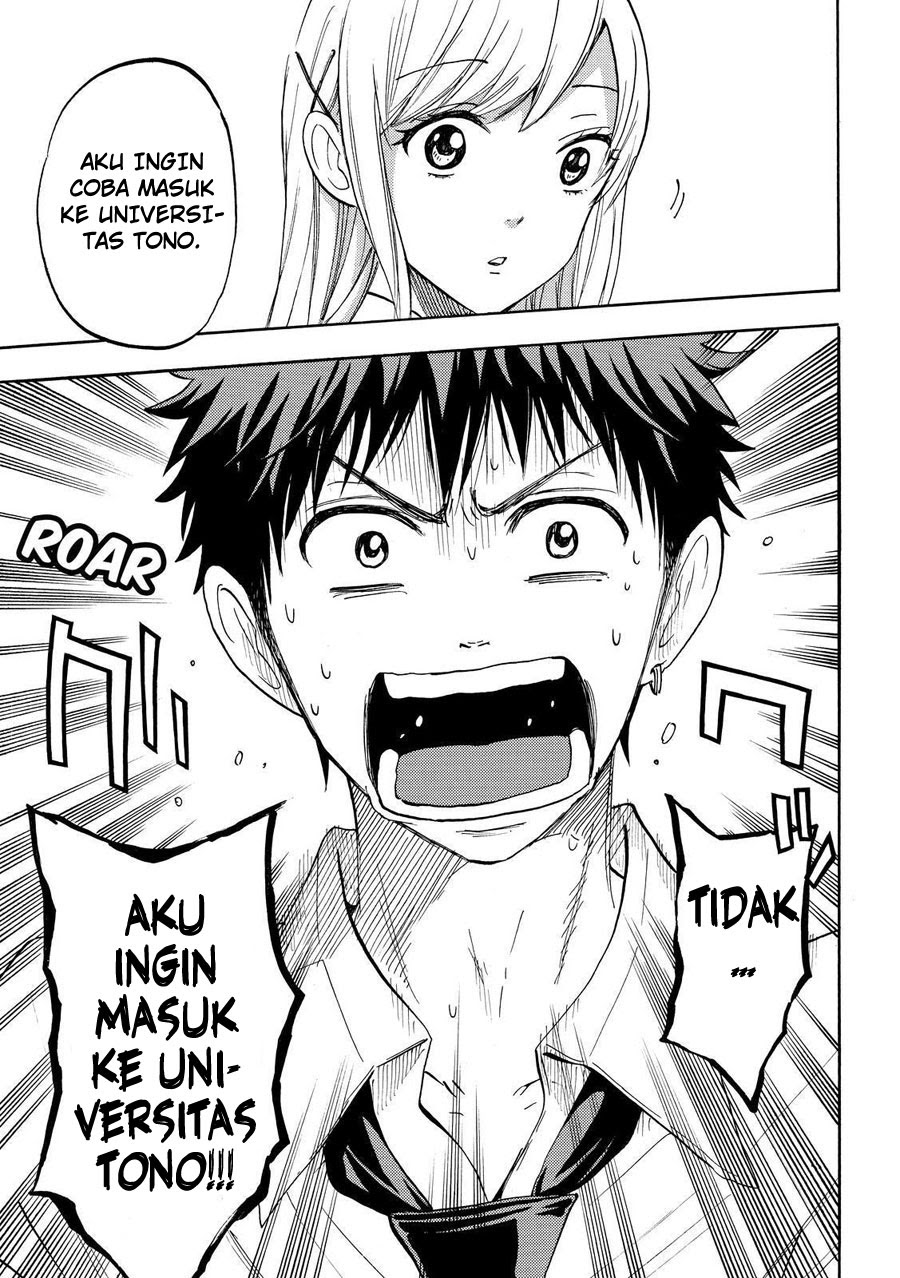 AKU INGIN
COBA MASUK
KE UNIVERSI-
TAS TONO.
ROAR
TIDAK
...
AKU
INGIN
MASUK
KE UNI-
VERSITAS
TONO!!!